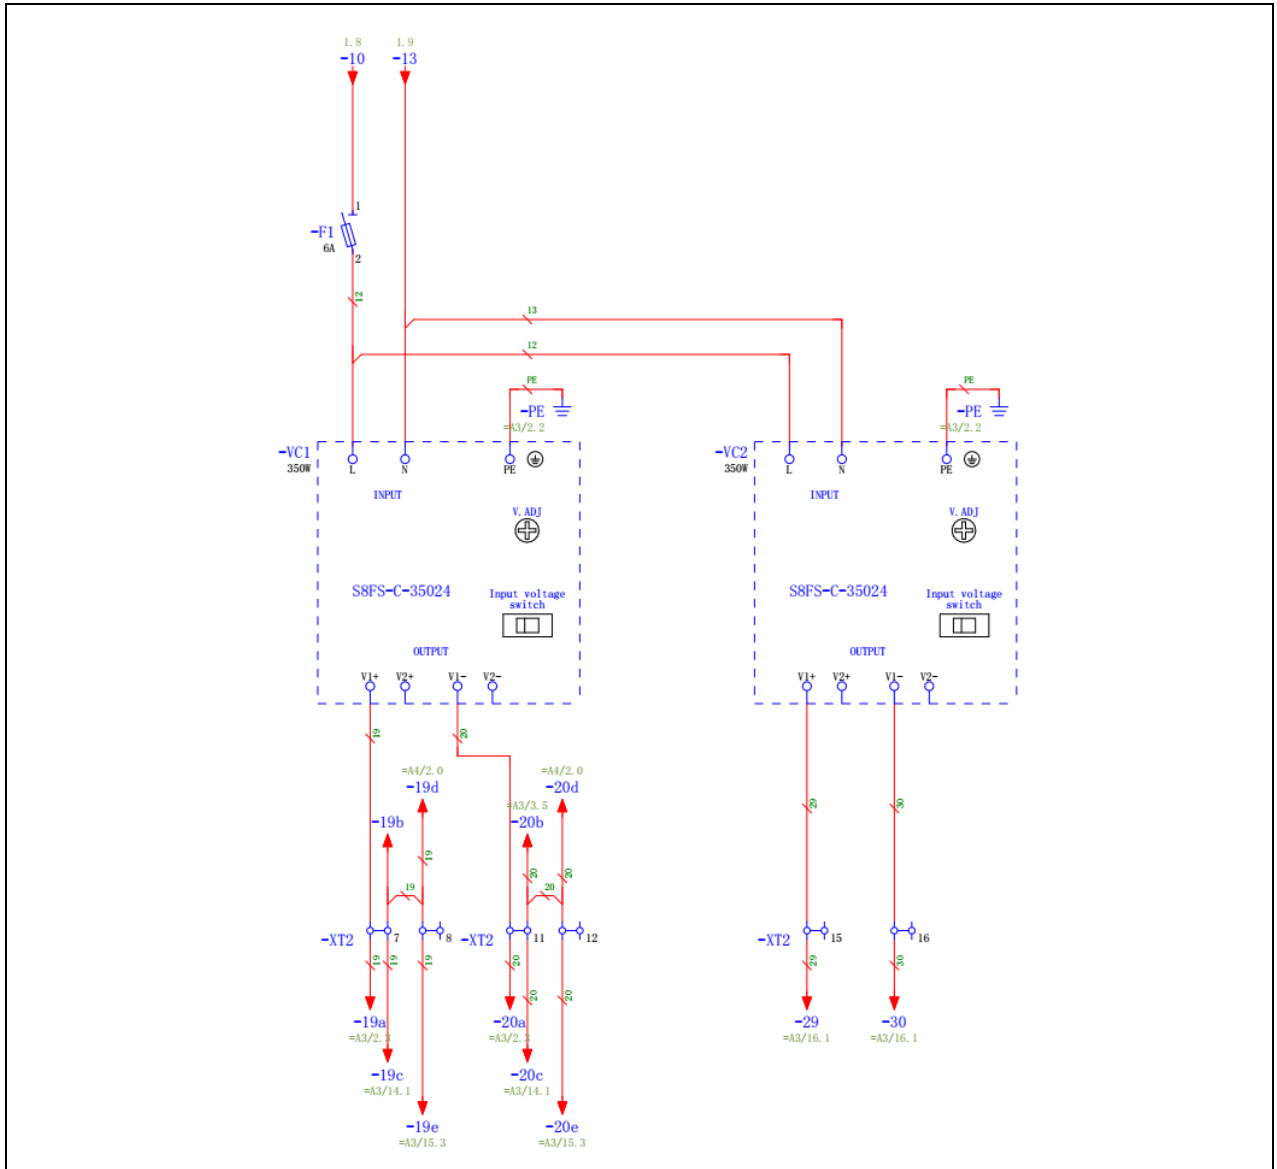 1.8 1.9
-10 -13
1
-F1
6A
2
12
13
12
PE PE
-PE -PE
=A3/2.2 =A3/2.2
-VC1 -VC2
350W 350W
L N PE L N PE
INPUT INPUT
V.ADJ V.ADJ
S8FS-C-35024 S8FS-C-35024
Input voltage Input voltage
switch switch
OUTPUT OUTPUT
V1+ V2+ V1- V2- V1+ V2+ V1- V2-
19 20
=A4/2.0 =A4/2.0
-19d -20d
=A3/3.5 29 30
-19b -20b
19 20 20
19 20
-XT2 7 8 -XT2 11 12 -XT2 15 16
19 19 19 20 29 30
20 20
-19a -20a -29 -30
=A3/2.3 =A3/2.3 =A3/16.1 =A3/16.1
-19c -20c
=A3/14.1 =A3/14.1
-19e -20e
=A3/15.3 =A3/15.3